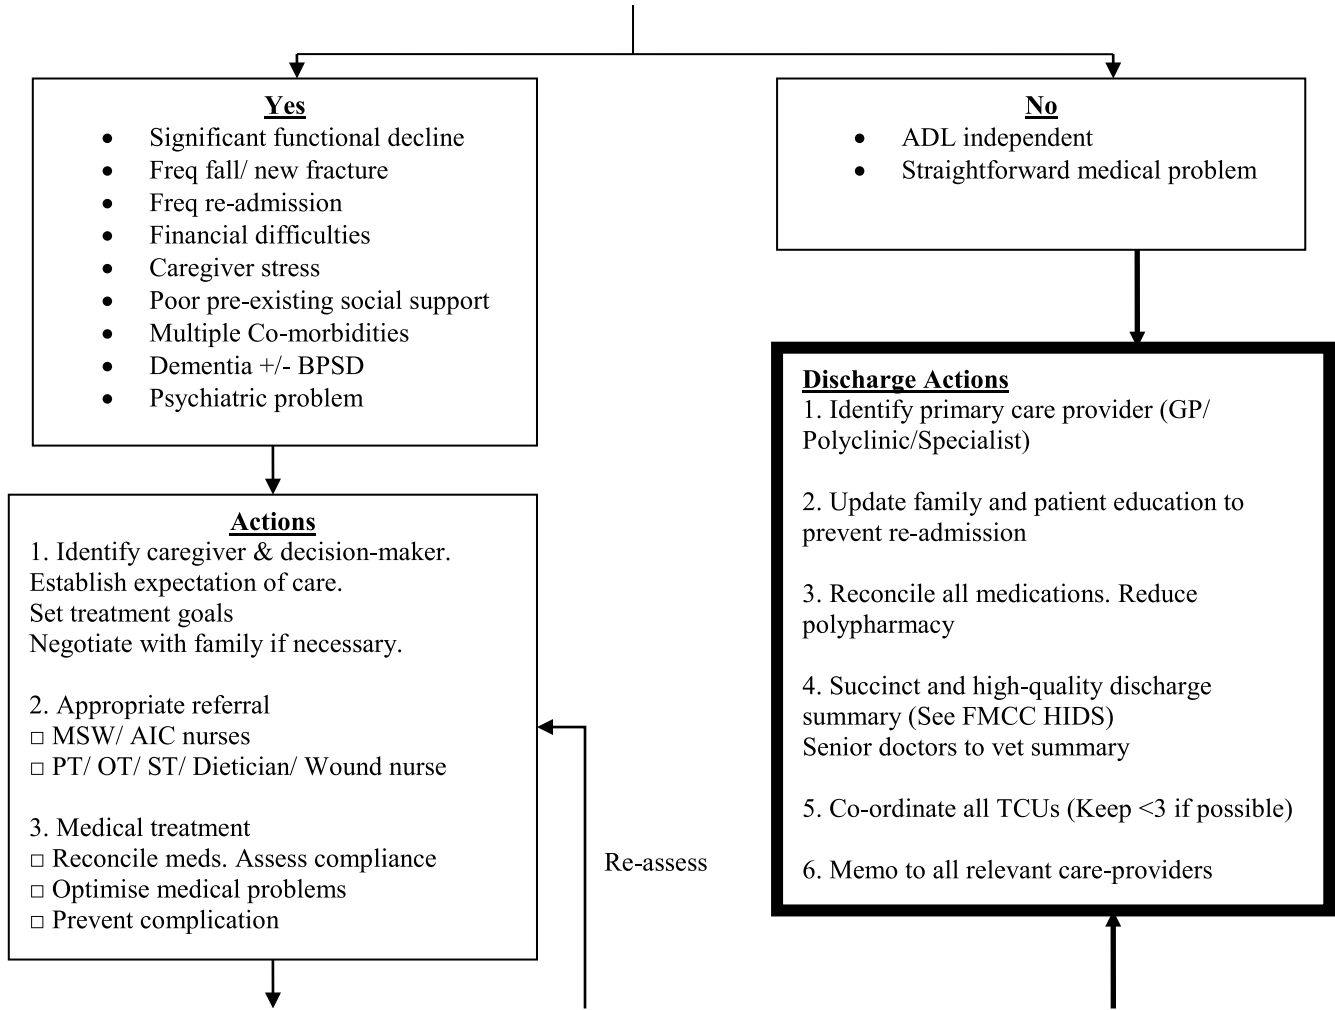 Yes
• Significant functional decline
• Freq fall/ new fracture
• Freq re-admission
• Financial difficulties
• Caregiver stress
• Poor pre-existing social support
• Multiple Co-morbidities
• Dementia +/- BPSD
• Psychiatric problem
No
• ADL independent
• Straightforward medical problem
Actions
1. Identify caregiver & decision-maker.
Establish expectation of care.
Set treatment goals
Negotiate with family if necessary.
2. Appropriate referral
□ MSW/ AIC nurses
□ PT/ OT/ ST/ Dietician/ Wound nurse
3. Medical treatment
□ Reconcile meds. Assess compliance
□ Optimise medical problems
□ Prevent complication
Re-assess
Discharge Actions
1. Identify primary care provider (GP/
Polyclinic/Specialist)
2. Update family and patient education to
prevent re-admission
3. Reconcile all medications. Reduce
polypharmacy
4. Succinct and high-quality discharge
summary (See FMCC HIDS)
Senior doctors to vet summary
5. Co-ordinate all TCUs (Keep <3 if possible)
6. Memo to all relevant care-providers